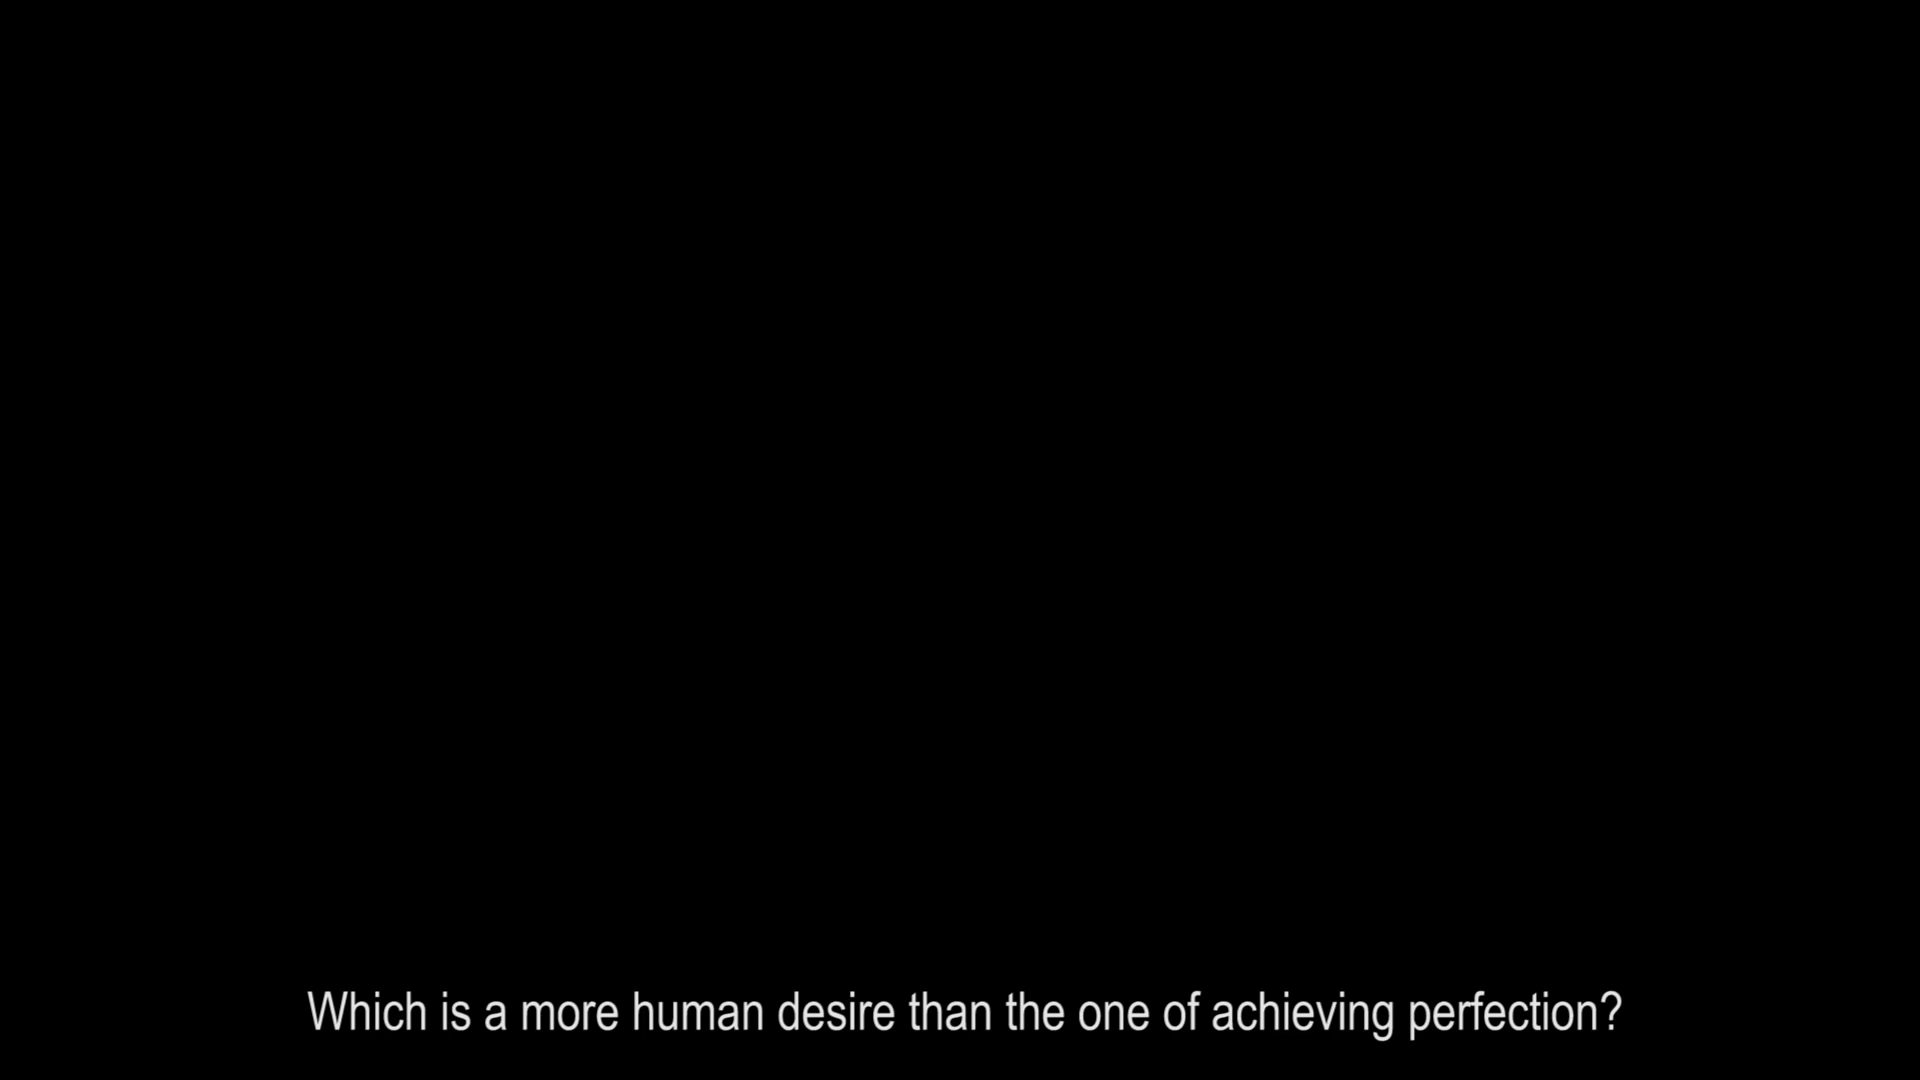 Which is a more human desire than the one of achieving perfection?